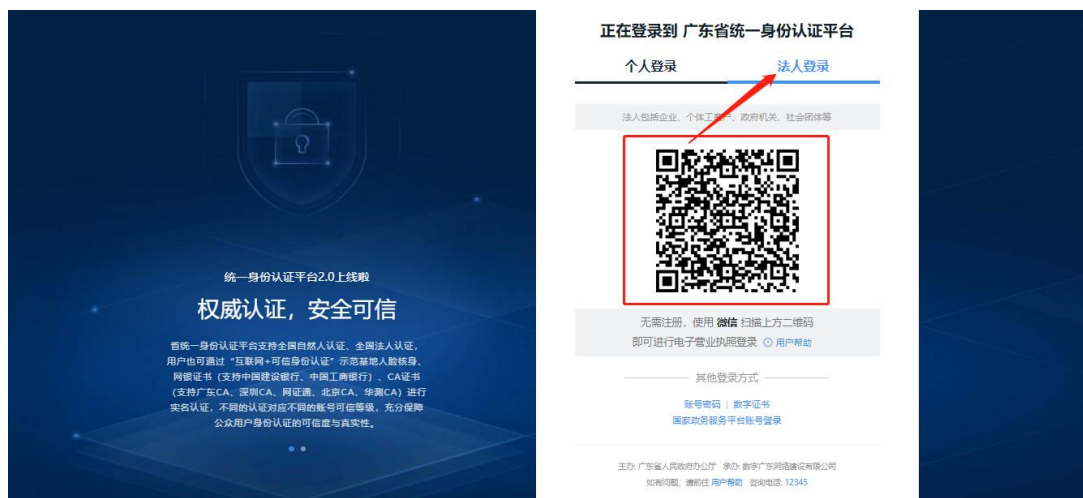 统一身份认证平台2.0上线啦
权威认证，安全可信
省统一身份认证平台支持全国自然人认证、全国法人认证，
用户也可通过“互联网+可信身份认证”示范基地人脸核身、
网银证书（支持中国建设银行、中国工商银行）、CA证书
（支持广东CA、深圳CA、网证通、北京CA、华测CA）进行
实名认证，不同的认证对应不同的账号可信等级，充分保障
公众用户身份认证的可信度与真实性。
正在登录到 广东省统一身份认证平台
个人登录 法人登录
法人包括企业、个体工商户、政府机关、社会团体等
无需注册，使用 微信 扫描上方二维码
即可进行电子营业执照登录 用户帮助
其他登录方式
账号密码 | 数字证书
国家政务服务平台账号登录
主办: 广东省人民政府办公厅 承办: 数字广东网络建设有限公司
如有问题，请前往 用户帮助 咨询电话: 12345